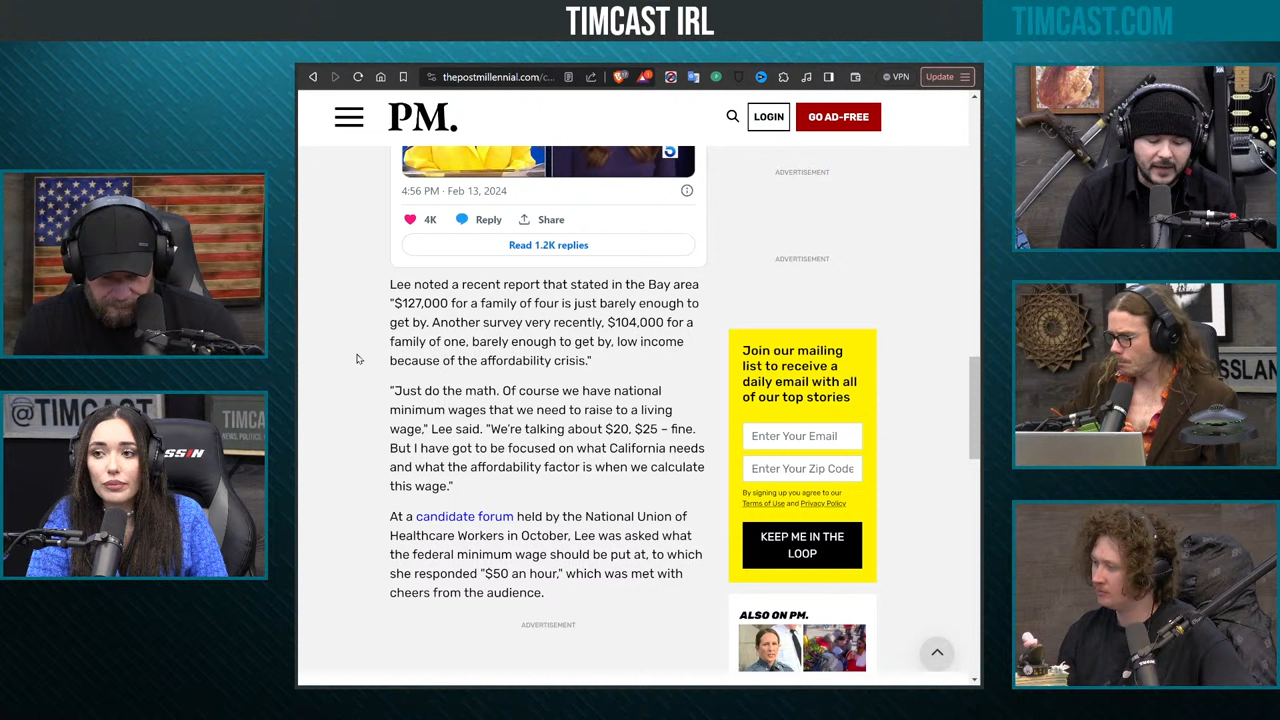 TIMCAST IRL
TIMCAST.COM
thepostmillennial.com/c...
VPN
Update
PM.
LOGIN
GO AD-FREE
5
4:56 PM · Feb 13, 2024
4K
Reply
Share
Read 1.2K replies
Lee noted a recent report that stated in the Bay area
"$127,000 for a family of four is just barely enough to
get by. Another survey very recently, $104,000 for a
family of one, barely enough to get by, low income
because of the affordability crisis."
"Just do the math. Of course we have national
minimum wages that we need to raise to a living
wage," Lee said. "We're talking about $20, $25 – fine.
But I have got to be focused on what California needs
and what the affordability factor is when we calculate
this wage."
At a candidate forum held by the National Union of
Healthcare Workers in October, Lee was asked what
the federal minimum wage should be put at, to which
she responded "$50 an hour," which was met with
cheers from the audience.
ADVERTISEMENT
ADVERTISEMENT
ADVERTISEMENT
Join our mailing
list to receive a
daily email with all
of our top stories
Enter Your Email
Enter Your Zip Code
By signing up you agree to our
Terms of Use and Privacy Policy
KEEP ME IN THE
LOOP
ALSO ON PM.
@TIMCAST
TIMCAST
NEWS, POLITICS,
SSIN
SSLAN